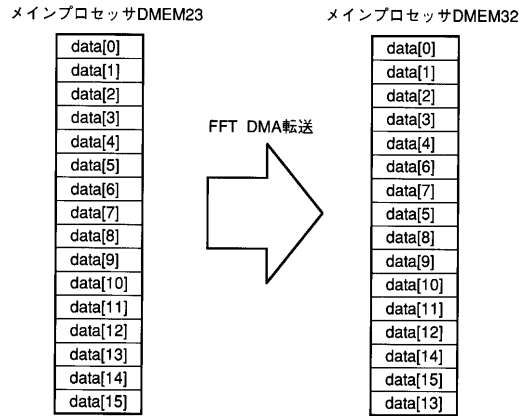 メインプロセッサDMEM23
data[0]
data[1]
data[2]
data[3]
data[4]
data[5]
data[6]
data[7]
data[8]
data[9]
data[10]
data[11]
data[12]
data[13]
data[14]
data[15]
FFT DMA転送
メインプロセッサDMEM32
data[0]
data[1]
data[2]
data[3]
data[4]
data[6]
data[7]
data[5]
data[8]
data[9]
data[10]
data[11]
data[12]
data[14]
data[15]
data[13]